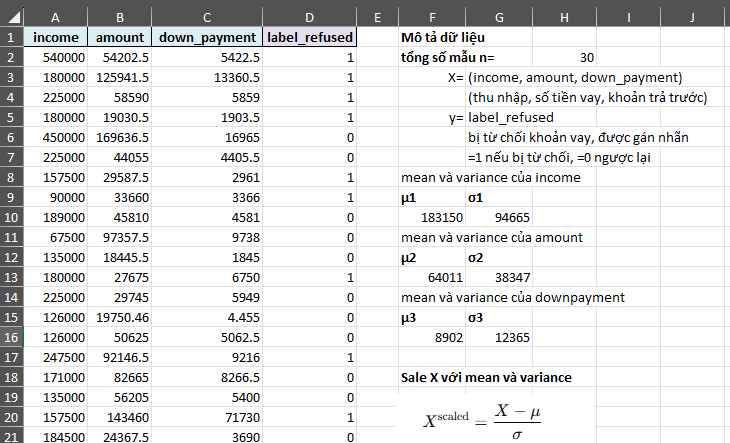 A B C D E F G H I J
1 income amount down_payment label_refused Mô tả dữ liệu
2 540000 54202.5 5422.5 1 tổng số mẫu n= 30
3 180000 125941.5 13360.5 1 X= (income, amount, down_payment)
4 225000 58590 5859 1 (thu nhập, số tiền vay, khoản trả trước)
5 180000 19030.5 1903.5 1 y= label_refused
6 450000 169636.5 16965 0 bị từ chối khoản vay, được gán nhãn
7 225000 44055 4405.5 0 =1 nếu bị từ chối, =0 ngược lại
8 157500 29587.5 2961 1 mean và variance của income
9 90000 33660 3366 1 μ1 σ1
10 189000 45810 4581 0 183150 94665
11 67500 97357.5 9738 0 mean và variance của amount
12 135000 18445.5 1845 0 μ2 σ2
13 180000 27675 6750 1 64011 38347
14 225000 29745 5949 0 mean và variance của downpayment
15 126000 19750.46 4.455 0 μ3 σ3
16 126000 50625 5062.5 0 8902 12365
17 247500 92146.5 9216 1
18 171000 82665 8266.5 0 Sale X với mean và variance
19 135000 56205 5400 0
20 157500 143460 71730 1 X^scaled = (X − μ) / σ
21 184500 24367.5 3690 0